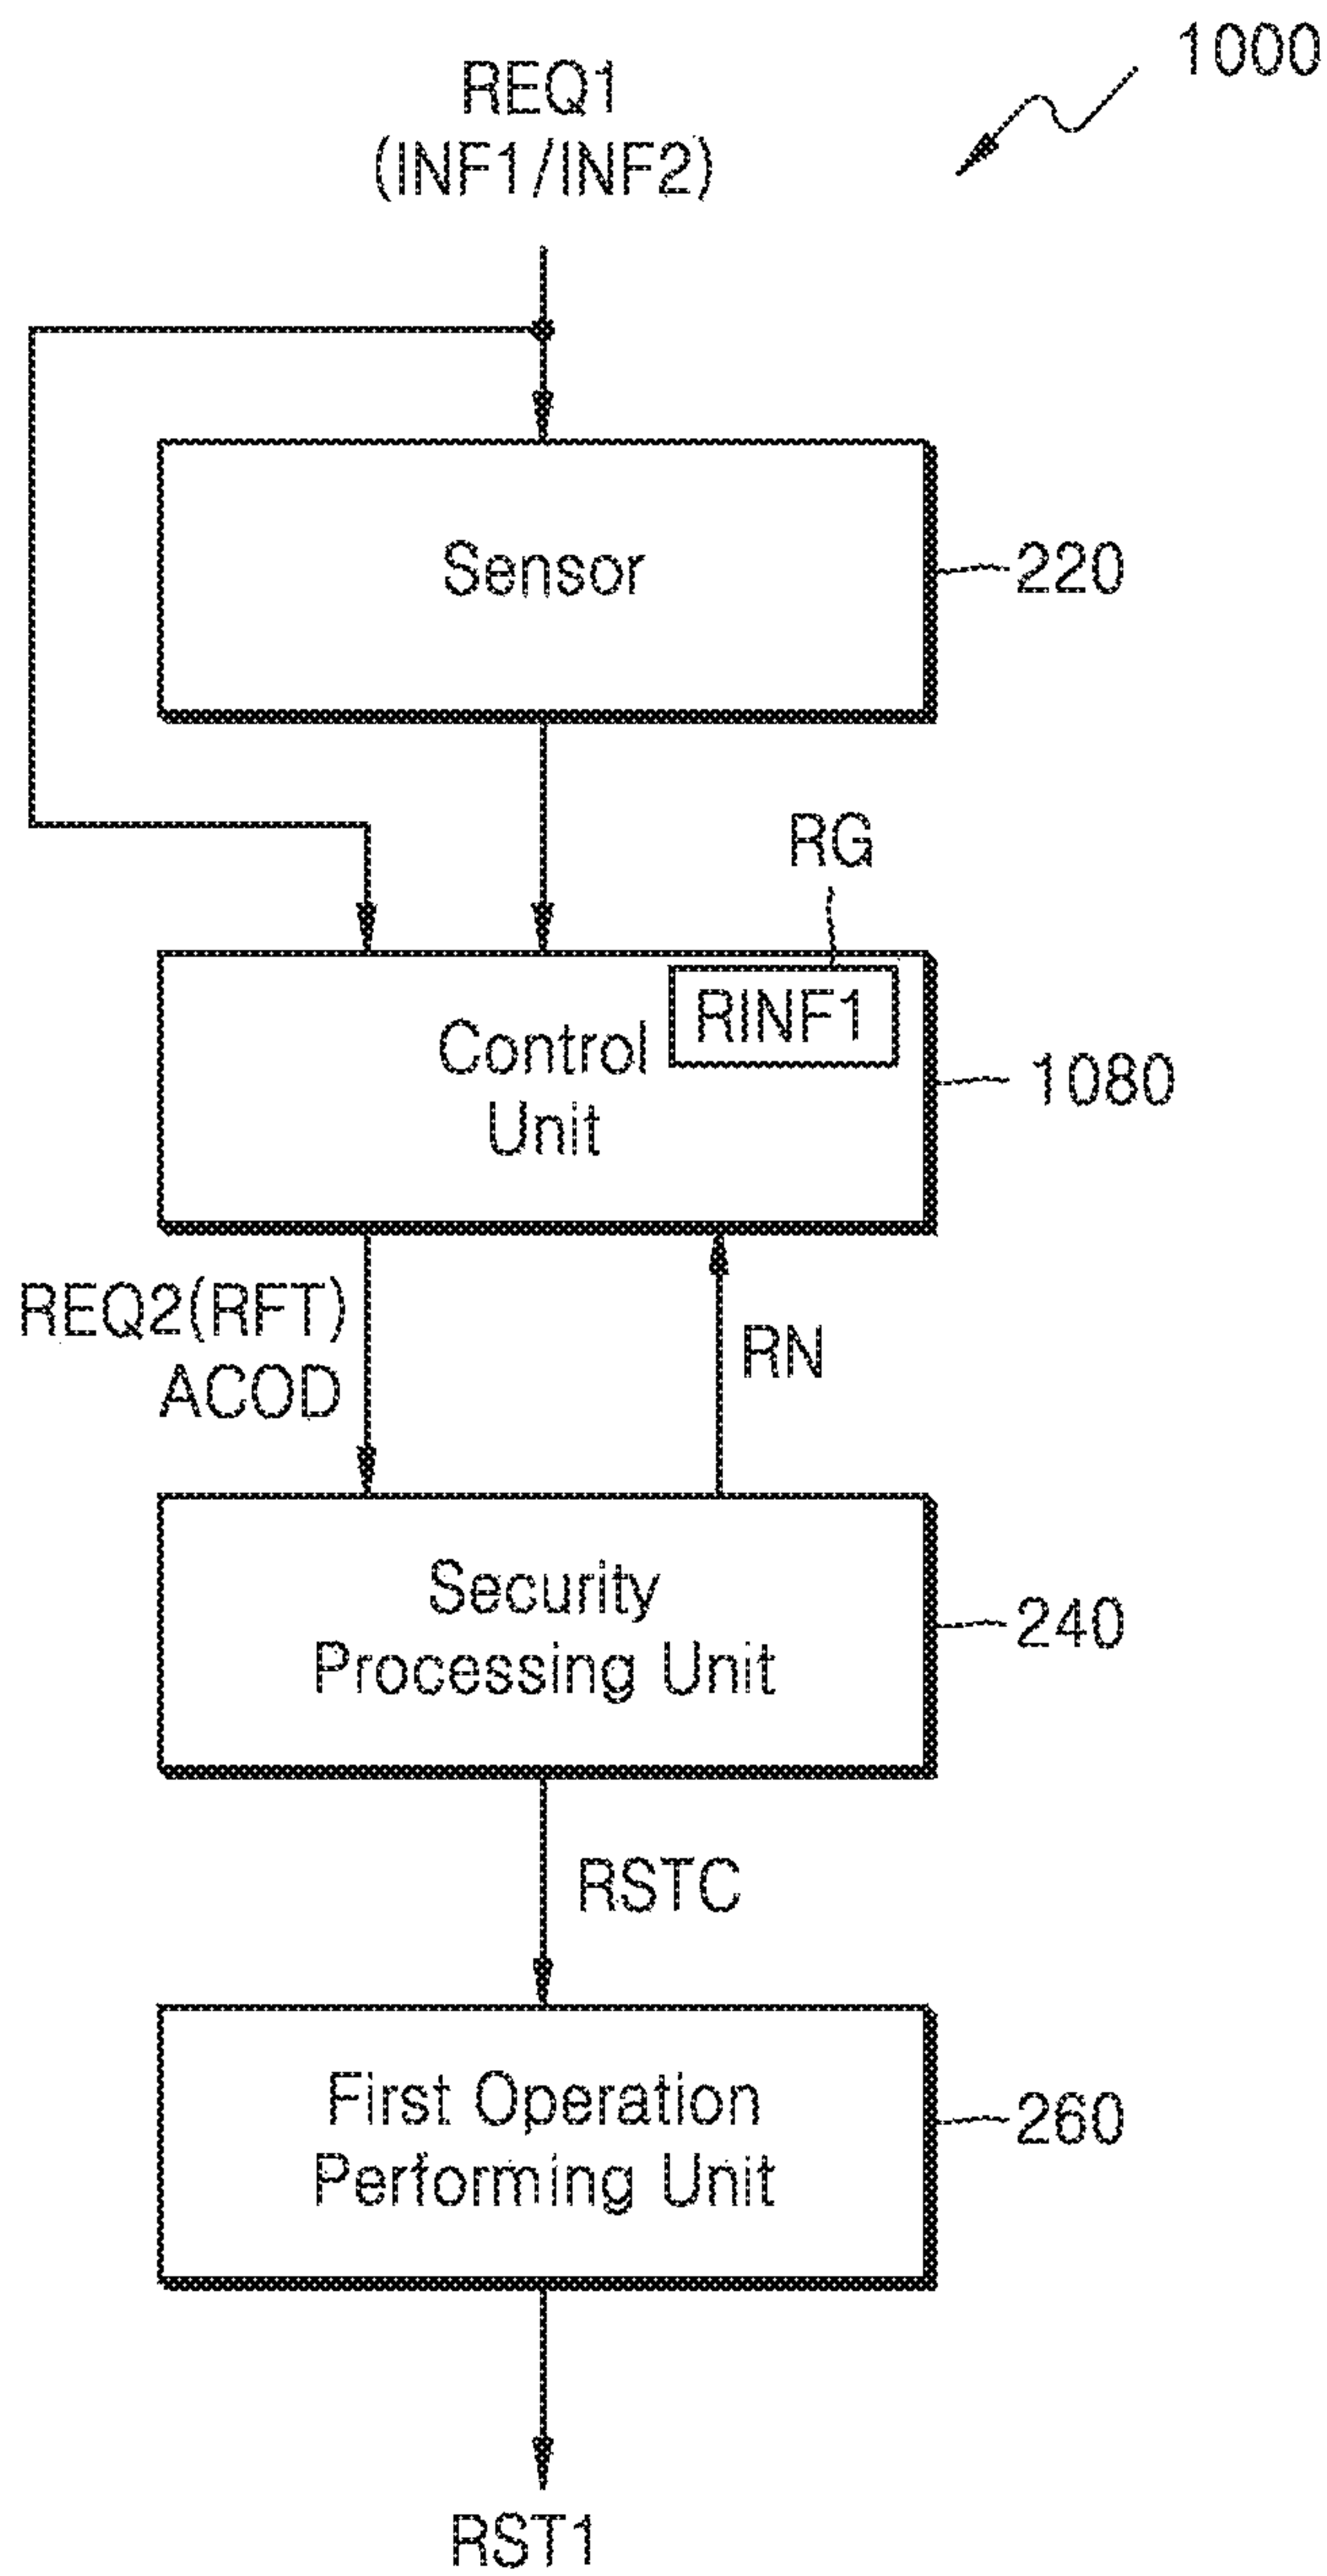 1000
REQ1
(INF1/INF2)
Sensor
220
RG
RINF1
Control
Unit
1080
REQ2(RFT)
ACOD
RN
Security
Processing Unit
240
RSTC
First Operation
Performing Unit
260
RST1